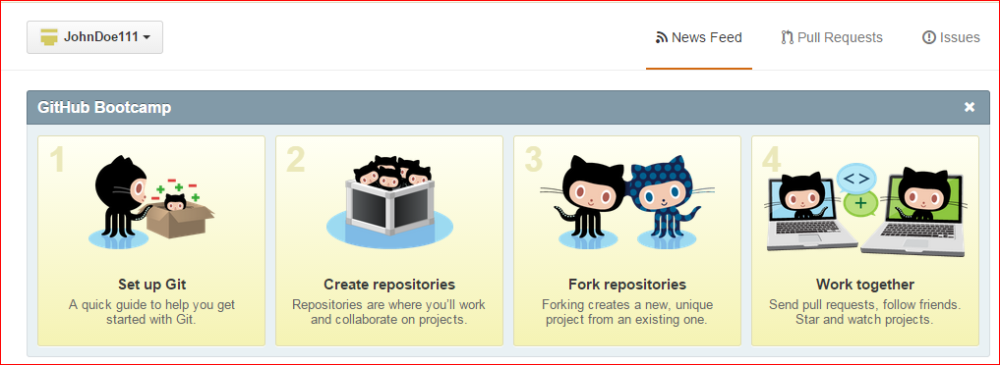 JohnDoe111
News Feed
Pull Requests
Issues
GitHub Bootcamp
1
Set up Git
A quick guide to help you get
started with Git.
2
Create repositories
Repositories are where you'll work
and collaborate on projects.
3
Fork repositories
Forking creates a new, unique
project from an existing one.
4
<>
+
Work together
Send pull requests, follow friends.
Star and watch projects.